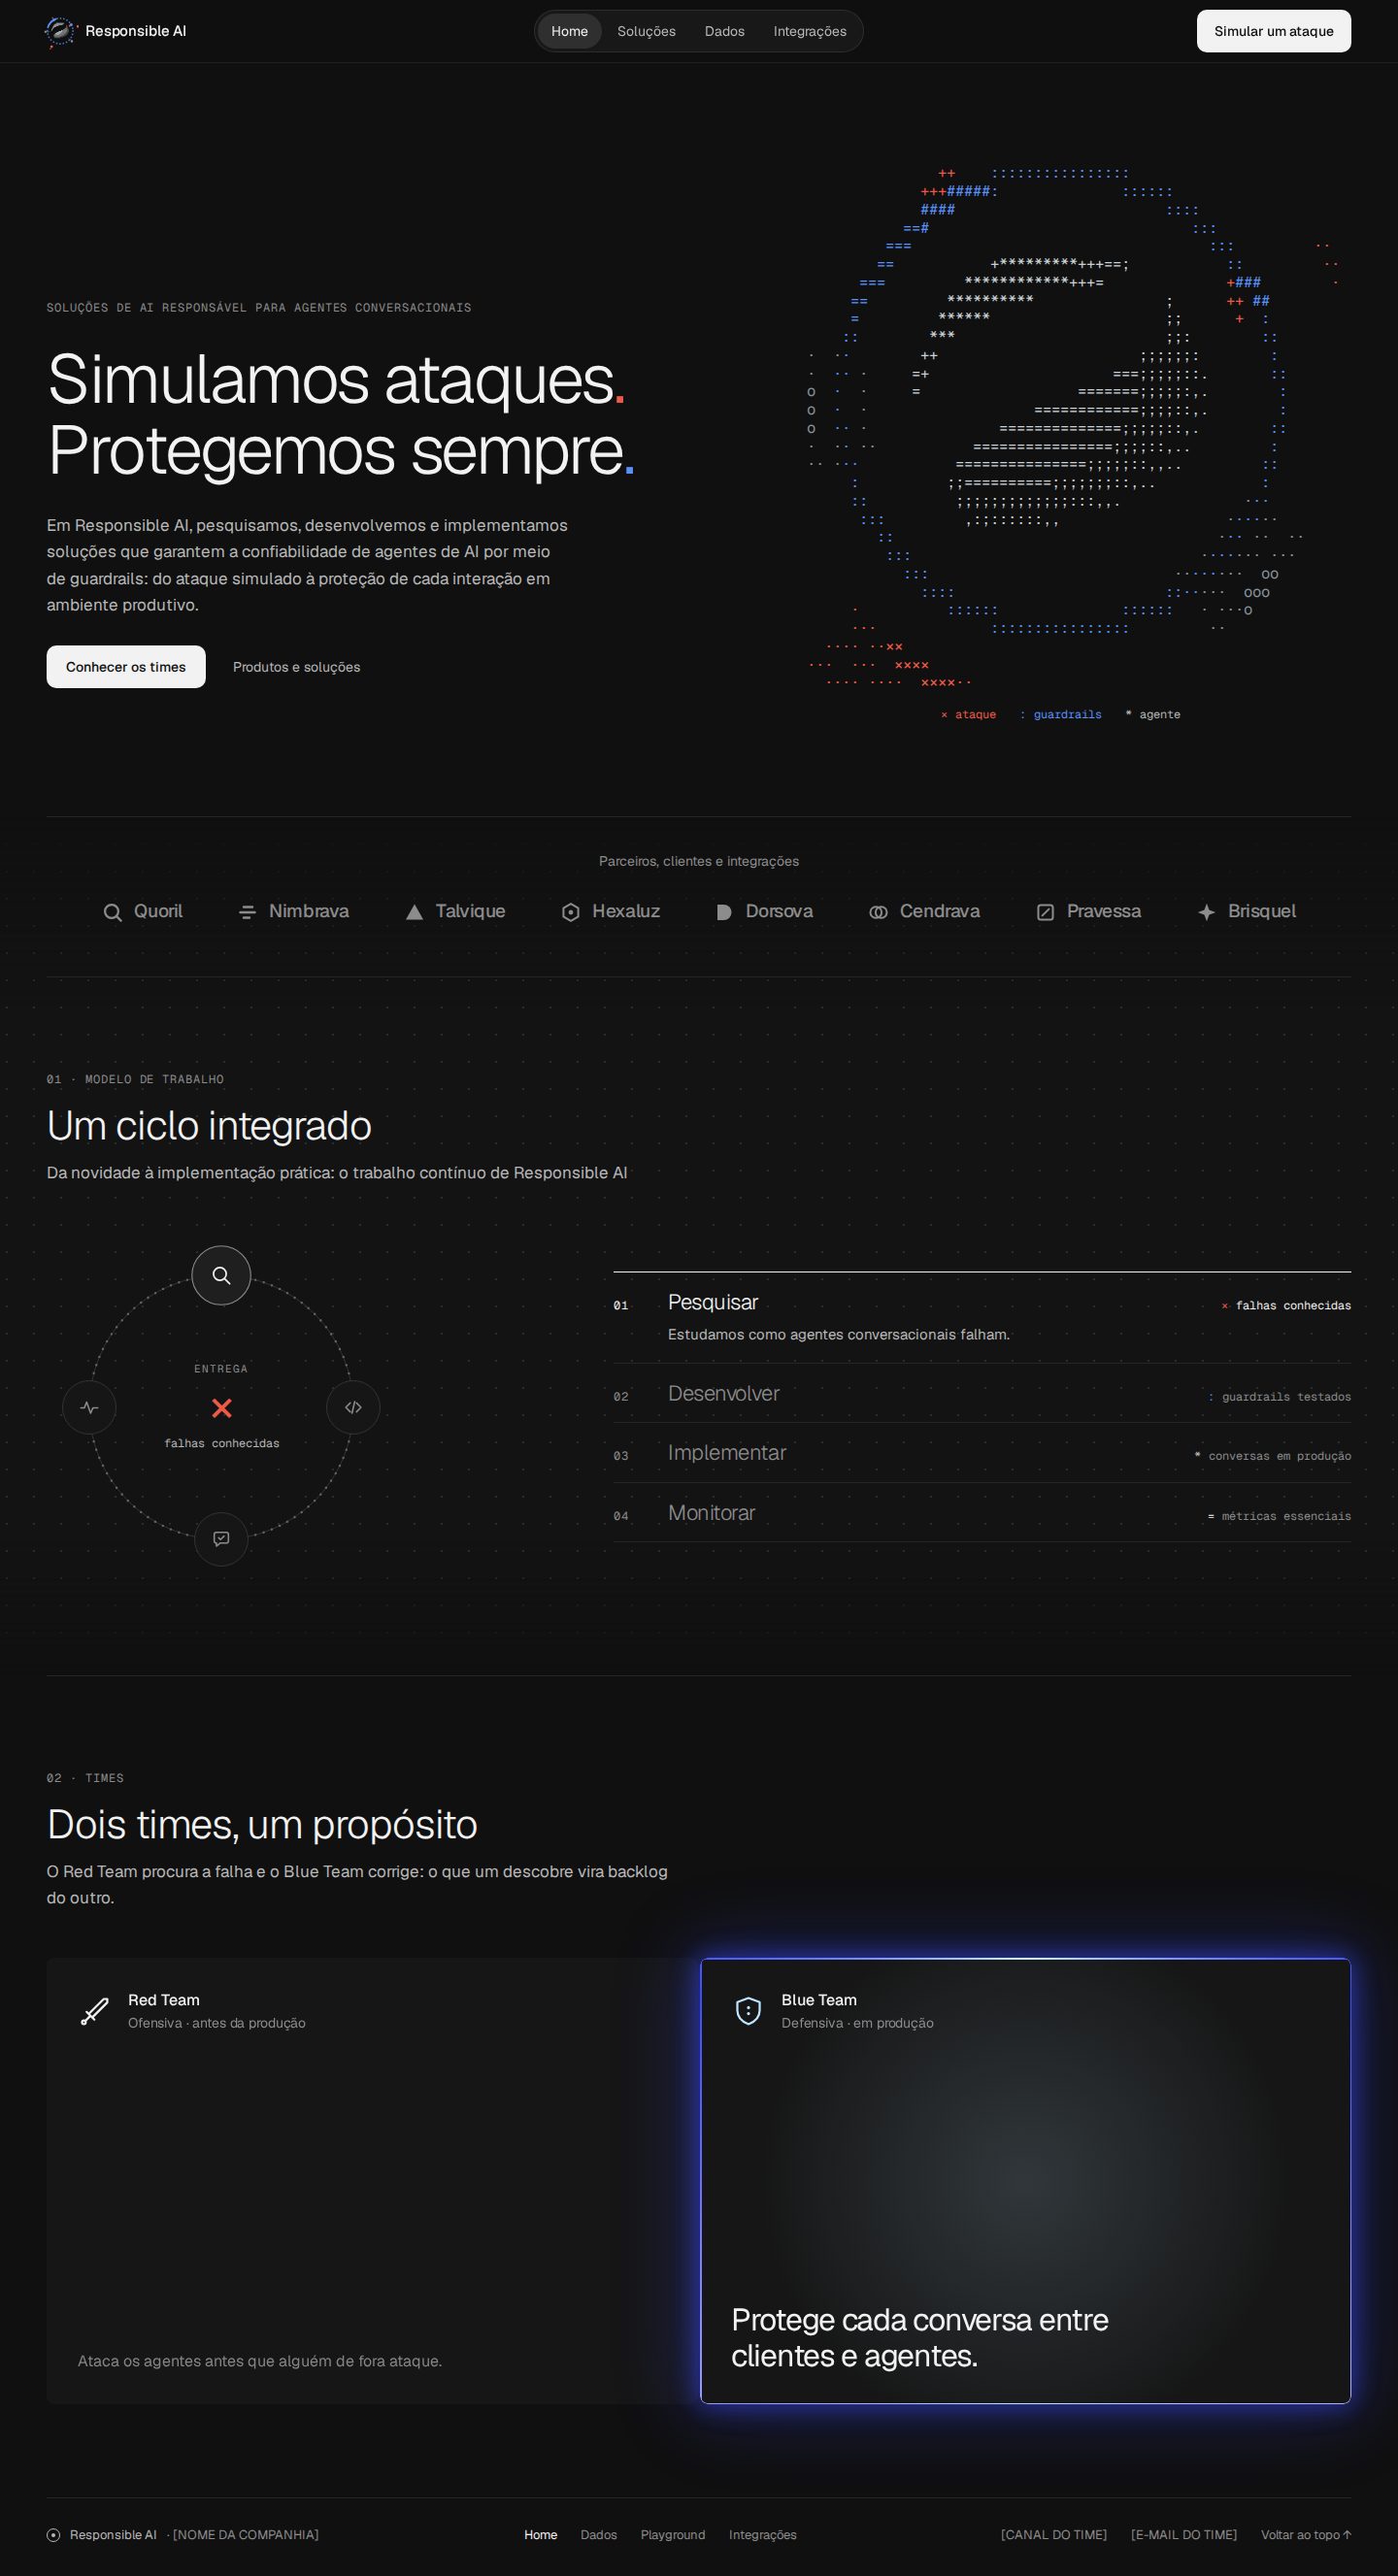 Responsible AI
Home Soluções Dados Integrações
Simular um ataque
SOLUÇÕES DE AI RESPONSÁVEL PARA AGENTES CONVERSACIONAIS
Simulamos ataques.
Protegemos sempre.
Em Responsible AI, pesquisamos, desenvolvemos e implementamos
soluções que garantem a confiabilidade de agentes de AI por meio
de guardrails: do ataque simulado à proteção de cada interação em
ambiente produtivo.
Conhecer os times Produtos e soluções
× ataque : guardrails * agente
Parceiros, clientes e integrações
Quoril Nimbrava Talvique Hexaluz Dorsova Cendrava Pravessa Brisquel
01 · MODELO DE TRABALHO
Um ciclo integrado
Da novidade à implementação prática: o trabalho contínuo de Responsible AI
ENTREGA
×
falhas conhecidas
01 Pesquisar × falhas conhecidas
Estudamos como agentes conversacionais falham.
02 Desenvolver : guardrails testados
03 Implementar * conversas em produção
04 Monitorar = métricas essenciais
02 · TIMES
Dois times, um propósito
O Red Team procura a falha e o Blue Team corrige: o que um descobre vira backlog
do outro.
Red Team
Ofensiva · antes da produção
Ataca os agentes antes que alguém de fora ataque.
Blue Team
Defensiva · em produção
Protege cada conversa entre
clientes e agentes.
Responsible AI · [NOME DA COMPANHIA]
Home Dados Playground Integrações
[CANAL DO TIME] [E-MAIL DO TIME] Voltar ao topo ↑